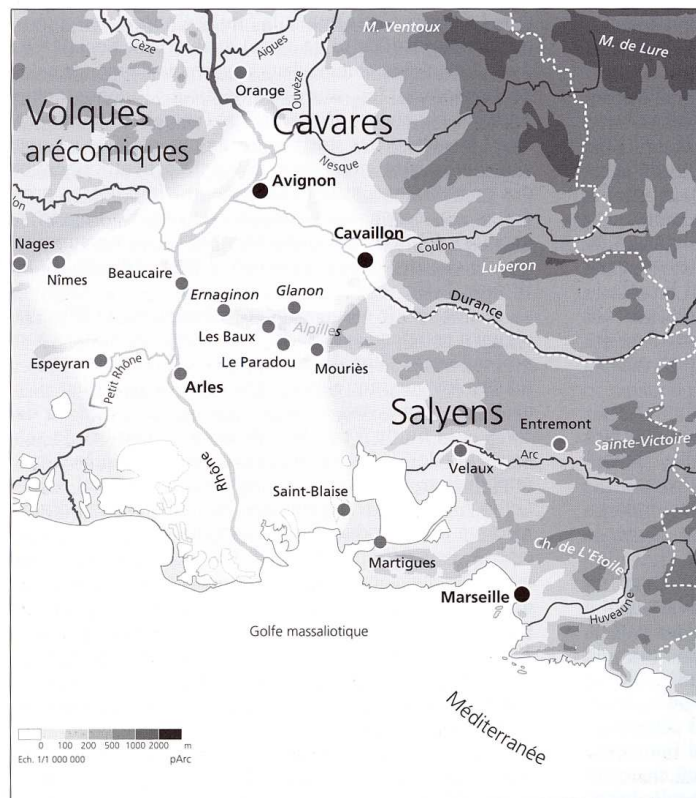 M. Ventoux
M. de Lure
Cèze
Aigues
Orange
Ouvèze
Volques
arécomiques
Cavares
Nesque
Avignon
Cavaillon
Coulon
Nages
Nîmes
Beaucaire
Luberon
Ernaginon
Glanon
Durance
Les Baux
Alpilles
Le Paradou
Mouriès
Espeyran
Petit Rhône
Arles
Salyens
Entremont
Sainte-Victoire
Arc
Velaux
Rhône
Saint-Blaise
Martigues
Ch. de L'Etoile
Marseille
Huveaune
Golfe massaliotique
Méditerranée
0 100 200 500 1000 2000 m
Ech. 1/1 000 000
pArc